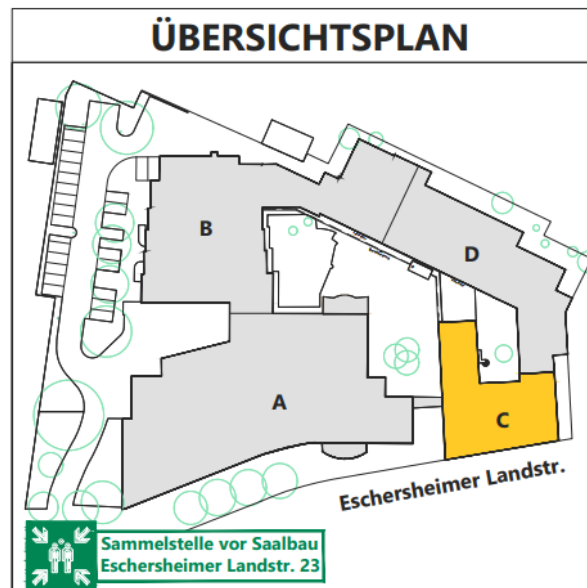 ÜBERSICHTSPLAN
B
D
A
C
Eschersheimer Landstr.
Sammelstelle vor Saalbau
Eschersheimer Landstr. 23